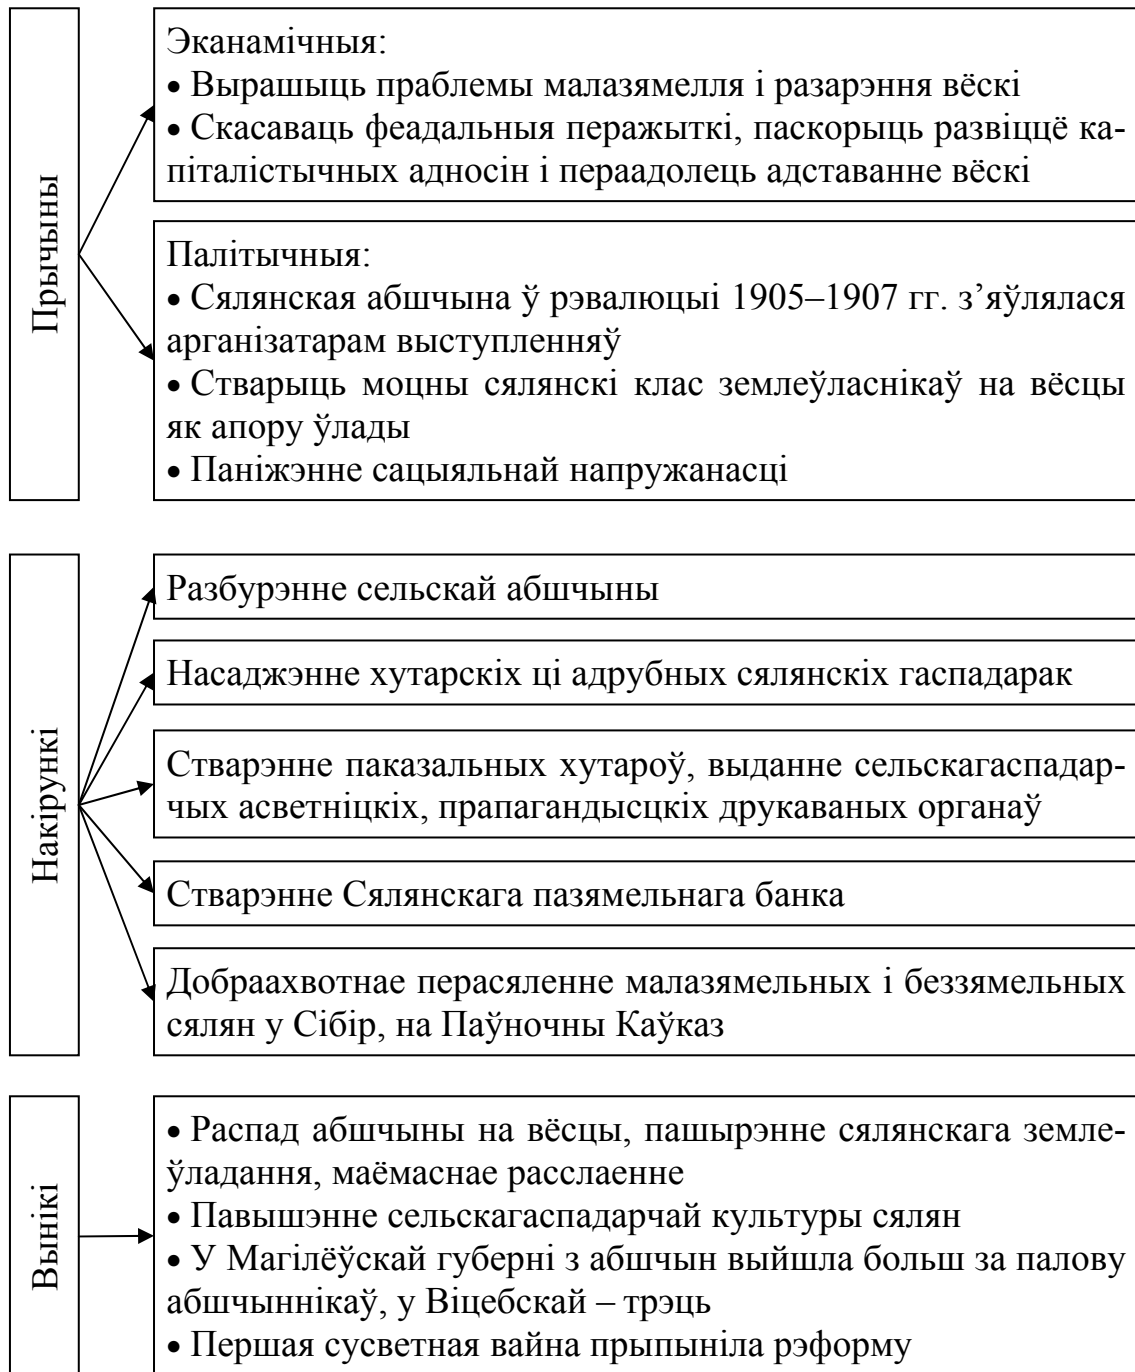 Прычыны
Эканамічныя:
• Вырашыць праблемы малазямелля і разарэння вёскі
• Скасаваць феадальныя перажыткі, паскорыць развіццё ка-
піталістычных адносін і пераадолець адставанне вёскі
Палітычныя:
• Сялянская абшчына ў рэвалюцыі 1905–1907 гг. з’яўлялася
арганізатарам выступленняў
• Стварыць моцны сялянскі клас землеўласнікаў на вёсцы
як апору ўлады
• Паніжэнне сацыяльнай напружанасці
Накірункі
Разбурэнне сельскай абшчыны
Насаджэнне хутарскіх ці адрубных сялянскіх гаспадарак
Стварэнне паказальных хутароў, выданне сельскагаспадар-
чых асветніцкіх, прапагандысцкіх друкаваных органаў
Стварэнне Сялянскага пазямельнага банка
Добраахвотнае перасяленне малазямельных і беззямельных
сялян у Сібір, на Паўночны Каўказ
Вынікі
• Распад абшчыны на вёсцы, пашырэнне сялянскага земле-
ўладання, маёмаснае расслаенне
• Павышэнне сельскагаспадарчай культуры сялян
• У Магілёўскай губерні з абшчын выйшла больш за палову
абшчыннікаў, у Віцебскай – трэць
• Першая сусветная вайна прыпыніла рэформу